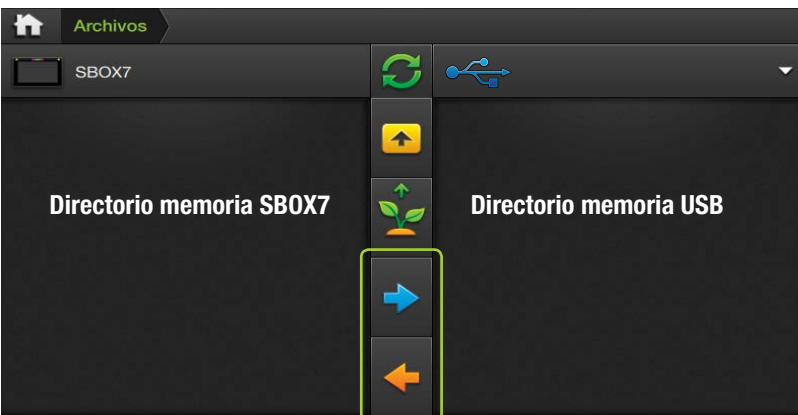 Archivos
SBOX7
Directorio memoria SBOX7
Directorio memoria USB